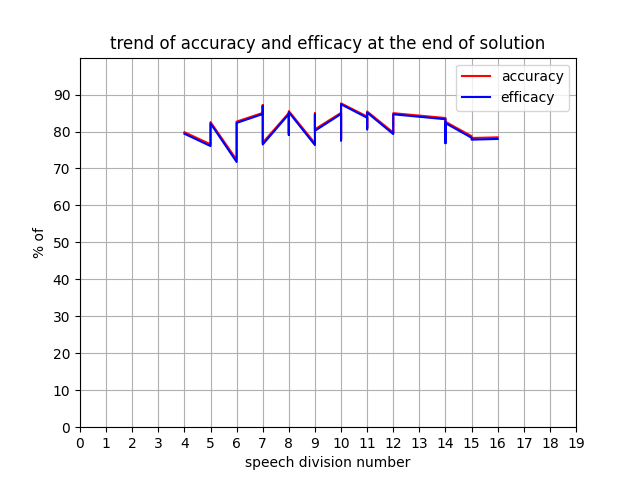 trend of accuracy and efficacy at the end of solution
accuracy
efficacy
90
80
70
60
50
40
30
20
10
0
% of
0 1 2 3 4 5 6 7 8 9 10 11 12 13 14 15 16 17 18 19
speech division number